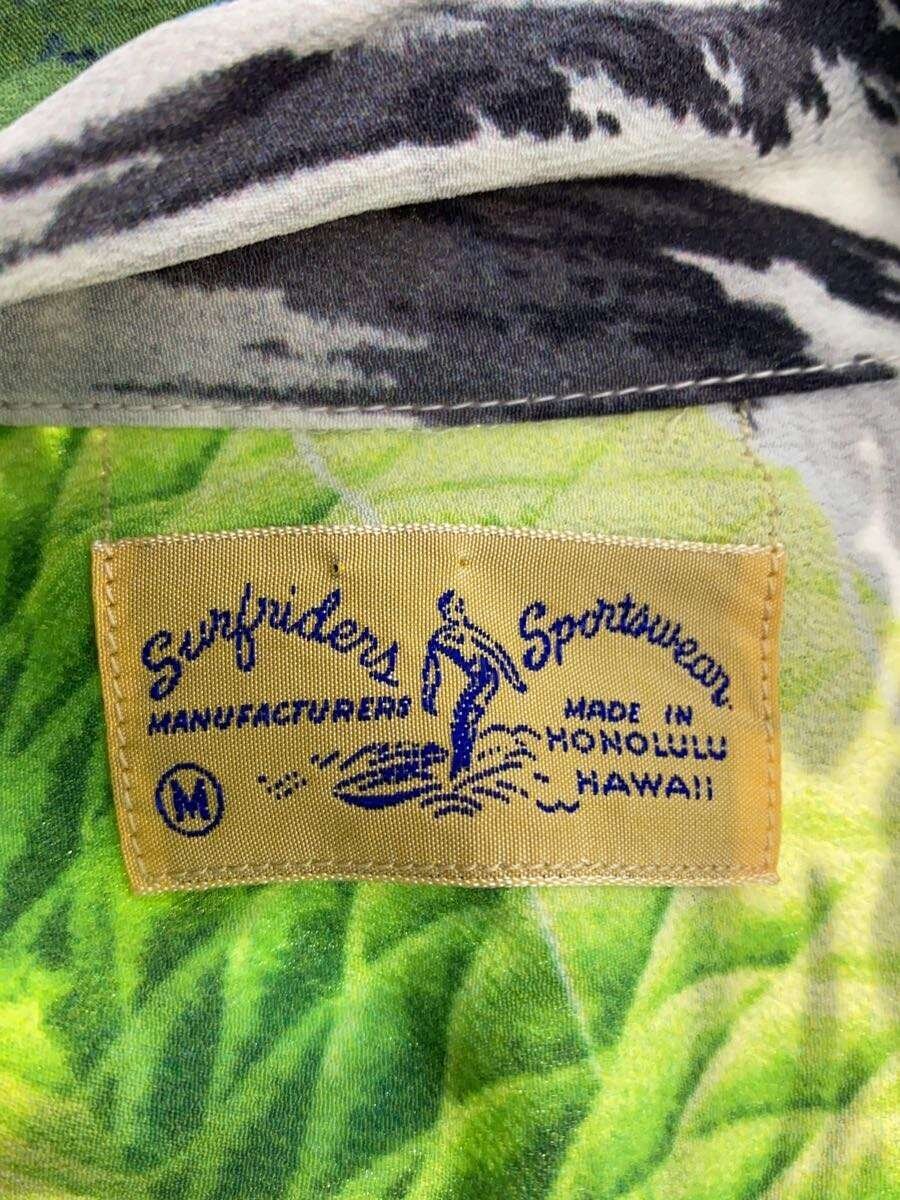 Surfriders Sportswear
MANUFACTURERS
MADE IN
HONOLULU
HAWAII
M